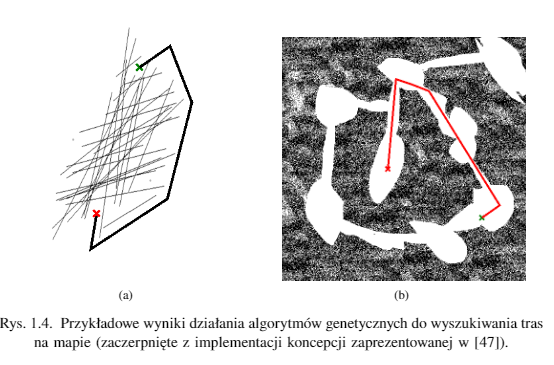 (a)
(b)
Rys. 1.4. Przykładowe wyniki działania algorytmów genetycznych do wyszukiwania tras
na mapie (zaczerpnięte z implementacji koncepcji zaprezentowanej w [47]).